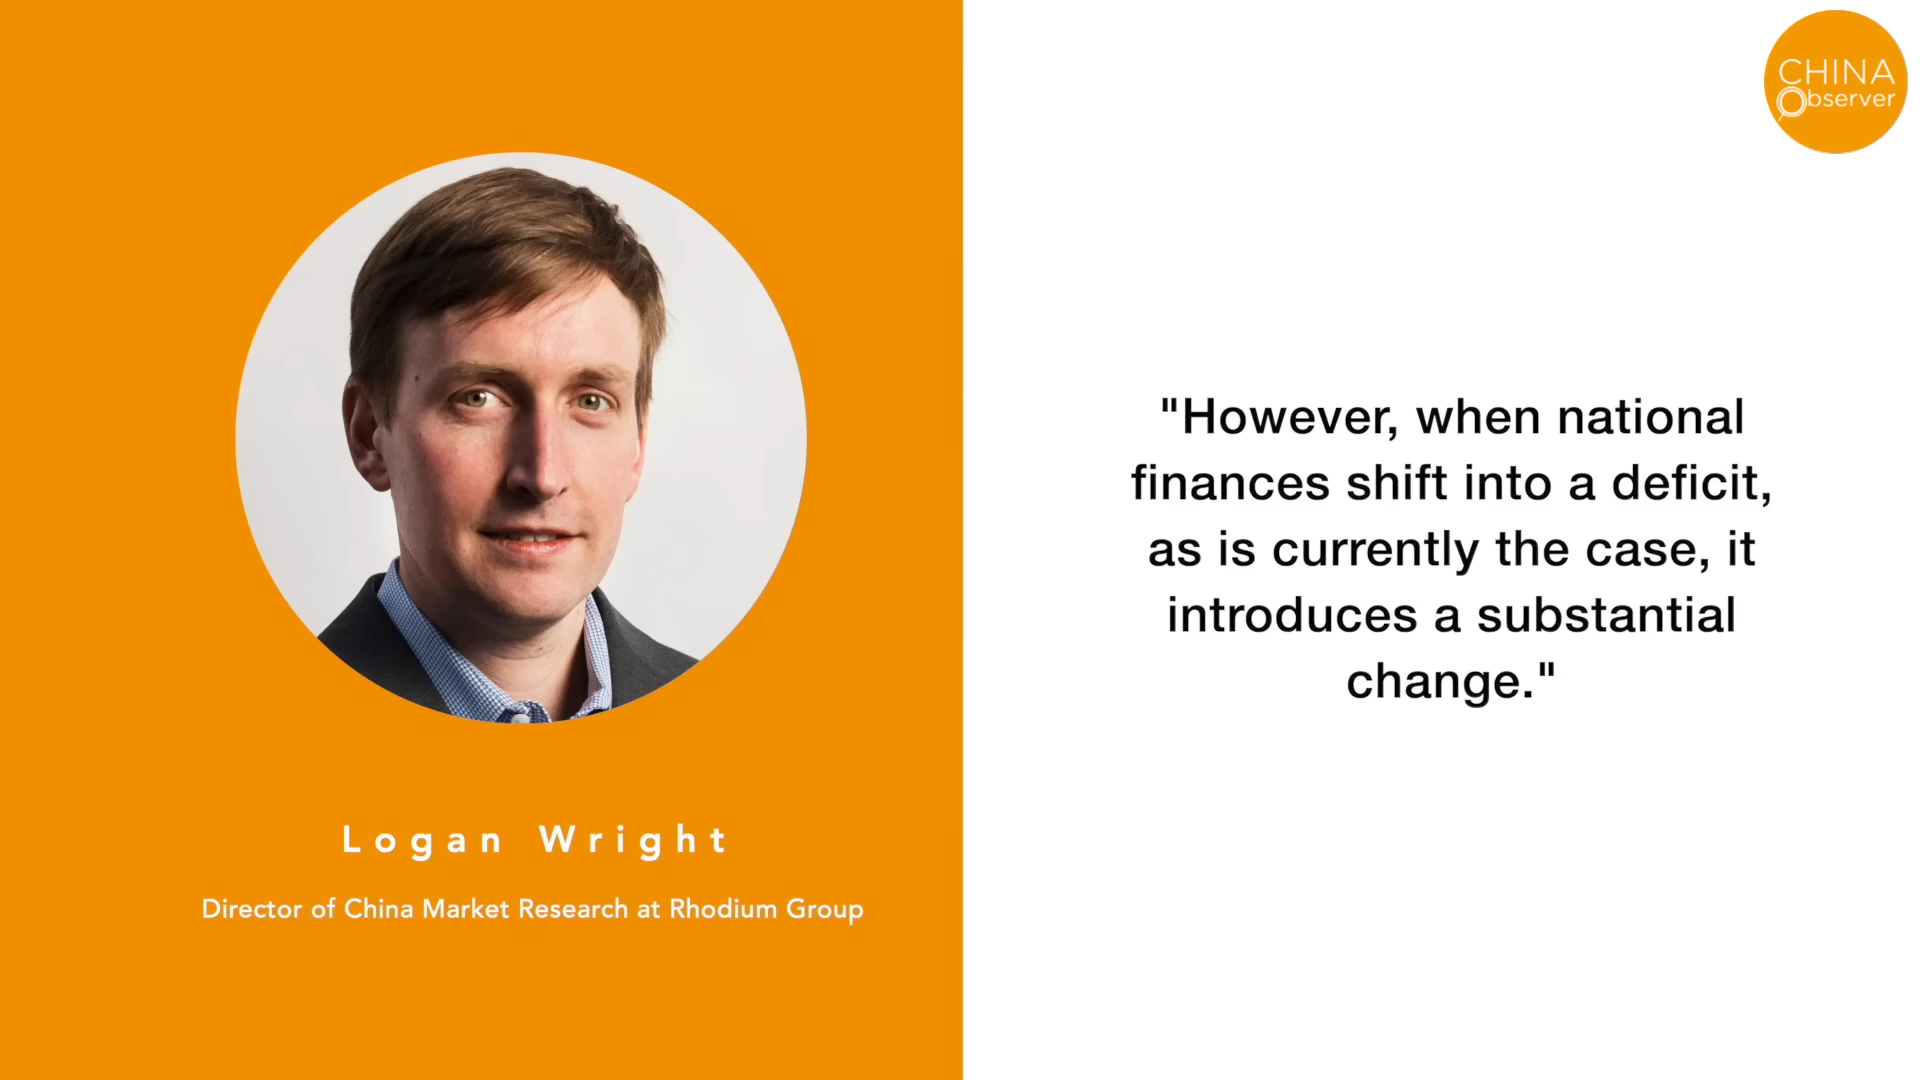 CHINA
Observer
"However, when national
finances shift into a deficit,
as is currently the case, it
introduces a substantial
change."
Logan Wright
Director of China Market Research at Rhodium Group